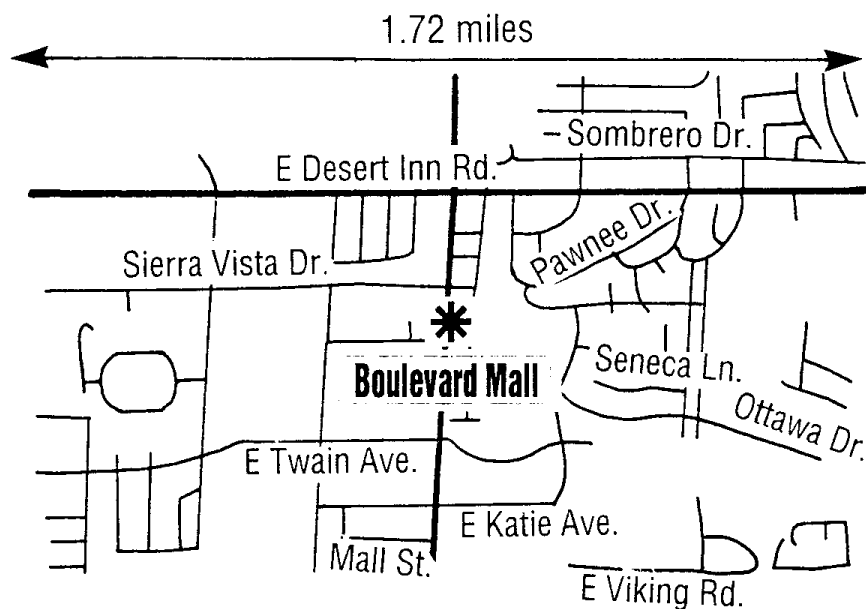 1.72 miles
– Sombrero Dr.
E Desert Inn Rd.
Pawnee Dr.
Sierra Vista Dr.
Boulevard Mall
Seneca Ln.
Ottawa Dr.
E Twain Ave.
E Katie Ave.
Mall St.
E Viking Rd.